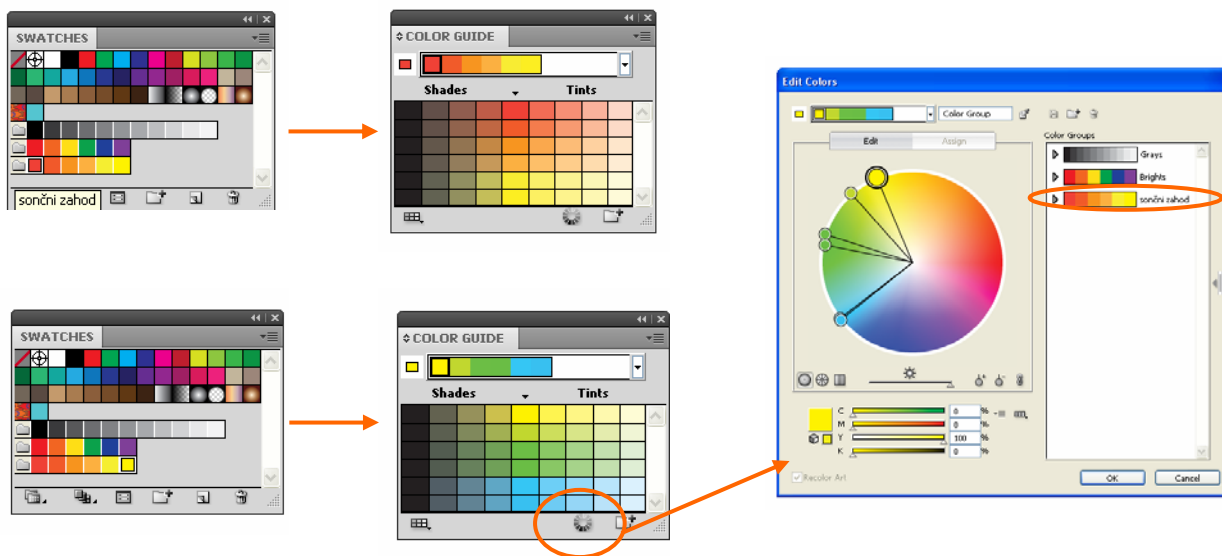 SWATCHES
sončni zahod
COLOR GUIDE
Shades Tints
Edit Colors
Color Group
Edit Assign
Color Groups
Grays
Brights
sončni zahod
C 0 %
M 0 %
Y 100 %
K 0 %
Recolor Art
OK Cancel
SWATCHES
COLOR GUIDE
Shades Tints